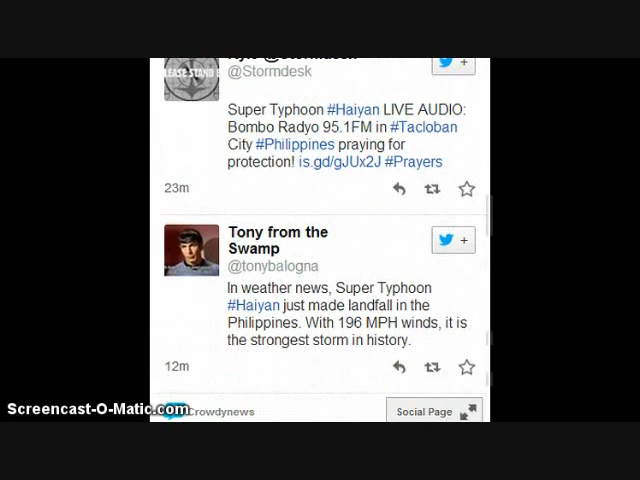 LEASE STAND
@Stormdesk
Super Typhoon #Haiyan LIVE AUDIO:
Bombo Radyo 95.1FM in #Tacloban
City #Philippines praying for
protection! is.gd/gJUx2J #Prayers
23m
Tony from the
Swamp
@tonybalogna
In weather news, Super Typhoon
#Haiyan just made landfall in the
Philippines. With 196 MPH winds, it is
the strongest storm in history.
12m
Screencast-O-Matic.com
Crowdynews
Social Page